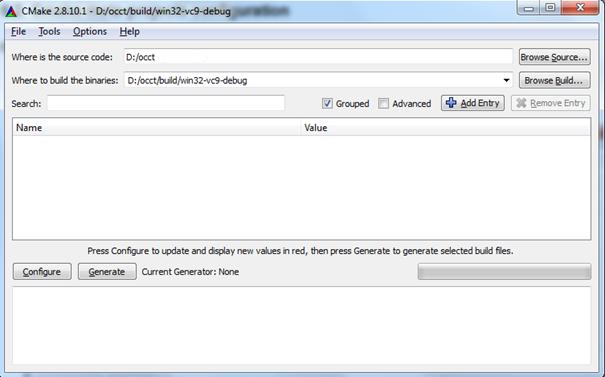 CMake 2.8.10.1 - D:/occt/build/win32-vc9-debug
File Tools Options Help
Where is the source code: D:/occt Browse Source...
Where to build the binaries: D:/occt/build/win32-vc9-debug Browse Build...
Search: Grouped Advanced Add Entry Remove Entry
Name Value
Press Configure to update and display new values in red, then press Generate to generate selected build files.
Configure Generate Current Generator: None